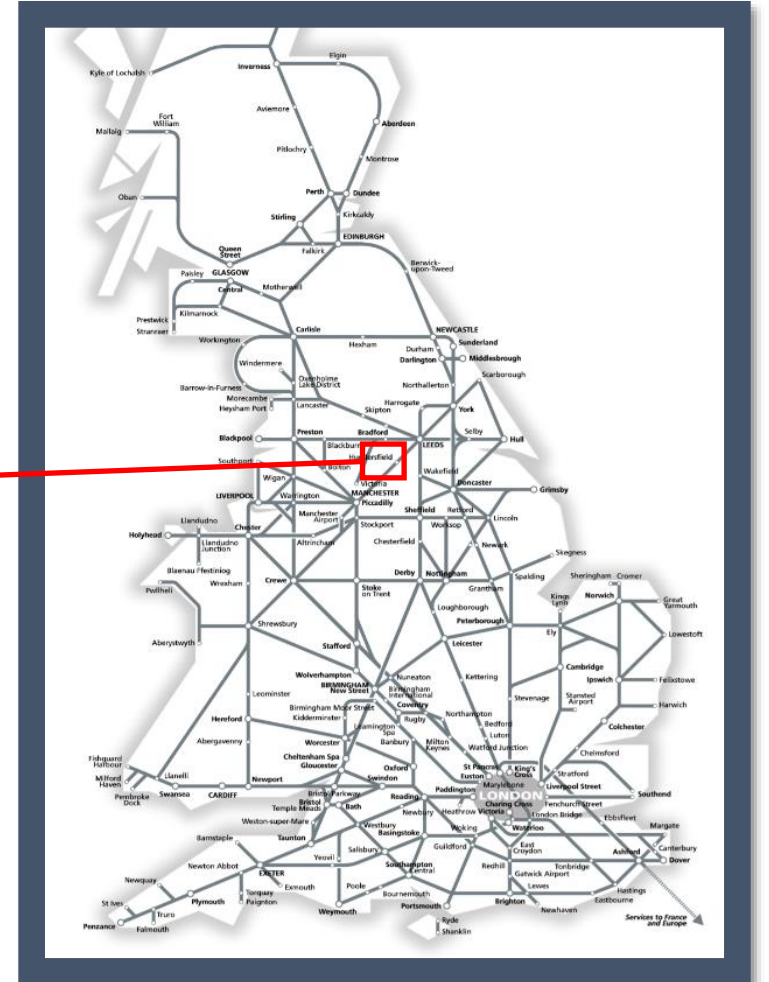 Elgin
Inverness
Kyle of Lochalsh
Aviemore
Fort
William
Aberdeen
Mallaig
Pitlochry
Montrose
Perth
Dundee
Oban
Kirkcaldy
Stirling
EDINBURGH
Queen
Street
Falkirk
Berwick-
upon-Tweed
Paisley
GLASGOW
Central
Motherwell
Prestwick
Kilmarnock
Stranraer
Carlisle
NEWCASTLE
Workington
Hexham
Sunderland
Durham
Darlington
Middlesbrough
Windermere
Scarborough
Oxenholme
Lake District
Northallerton
Barrow-in-Furness
Morecambe
Heysham Port
Lancaster
Harrogate
York
Skipton
Preston
Bradford
Selby
Blackpool
Blackburn
LEEDS
Hull
Southport
Huddersfield
Bolton
Wakefield
Wigan
Victoria
Doncaster
MANCHESTER
Grimsby
LIVERPOOL
Warrington
Piccadilly
Sheffield
Retford
Manchester
Airport
Lincoln
Llandudno
Stockport
Worksop
Holyhead
Chester
Llandudno
Junction
Altrincham
Chesterfield
Newark
Skegness
Blaenau Ffestiniog
Derby
Nottingham
Sheringham
Cromer
Pwllheli
Wrexham
Crewe
Stoke
on Trent
Grantham
Spalding
Kings
Lynn
Norwich
Great
Yarmouth
Loughborough
Peterborough
Shrewsbury
Ely
Lowestoft
Aberystwyth
Stafford
Leicester
Cambridge
Wolverhampton
BIRMINGHAM
New Street
Nuneaton
Kettering
Ipswich
Felixstowe
Birmingham
International
Leominster
Stevenage
Stansted
Airport
Birmingham Moor Street
Coventry
Harwich
Hereford
Kidderminster
Rugby
Northampton
Leamington
Spa
Bedford
Colchester
Abergavenny
Worcester
Banbury
Milton
Keynes
Luton
Watford Junction
Chelmsford
Fishguard
Harbour
Cheltenham Spa
Gloucester
Oxford
St Pancras
King's
Cross
Euston
Stratford
Milford
Haven
Llanelli
Newport
Swindon
Marylebone
Liverpool Street
Pembroke
Dock
Swansea
CARDIFF
Bristol Parkway
Reading
Paddington
LONDON
Southend
Bristol
Temple Meads
Bath
Charing Cross
Fenchurch Street
Newbury
Heathrow
Victoria
London Bridge
Ebbsfleet
Weston-super-Mare
Westbury
Waterloo
Margate
Barnstaple
Taunton
Basingstoke
Woking
East
Croydon
Canterbury
Salisbury
Guildford
Ashford
Newton Abbot
Yeovil
Southampton
Central
Redhill
Tonbridge
Dover
EXETER
Gatwick Airport
Newquay
Exmouth
Poole
Lewes
Hastings
St Ives
Plymouth
Torquay
Paignton
Bournemouth
Eastbourne
Portsmouth
Brighton
Newhaven
Truro
Weymouth
Penzance
Falmouth
Ryde
Shanklin
Services to France
and Europe